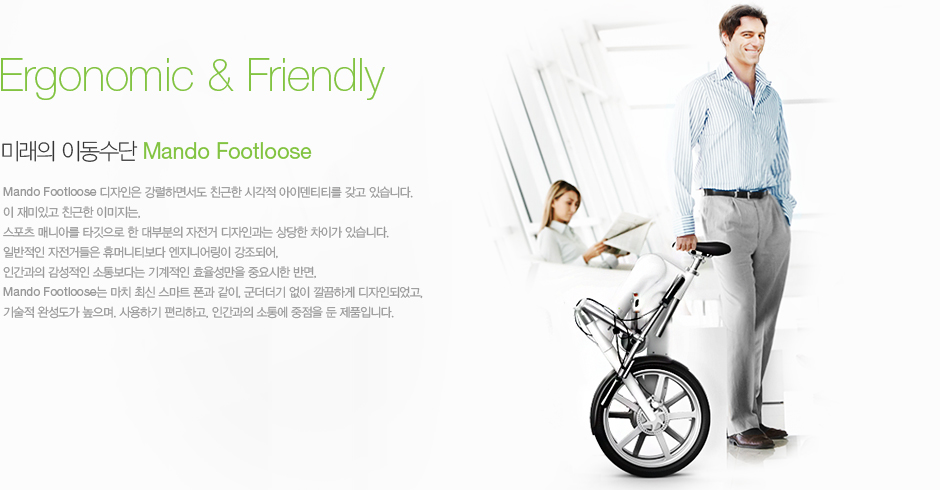 Ergonomic & Friendly
미래의 이동수단 Mando Footloose
Mando Footloose 디자인은 강렬하면서도 친근한 시각적 아이덴티티를 갖고 있습니다.
이 재미있고 친근한 이미지는,
스포츠 매니아를 타깃으로 한 대부분의 자전거 디자인과는 상당한 차이가 있습니다.
일반적인 자전거들은 휴머니티보다 엔지니어링이 강조되어,
인간과의 감성적인 소통보다는 기계적인 효율성만을 중요시한 반면,
Mando Footloose는 마치 최신 스마트 폰과 같이, 군더더기 없이 깔끔하게 디자인되었고,
기술적 완성도가 높으며, 사용하기 편리하고, 인간과의 소통에 중점을 둔 제품입니다.